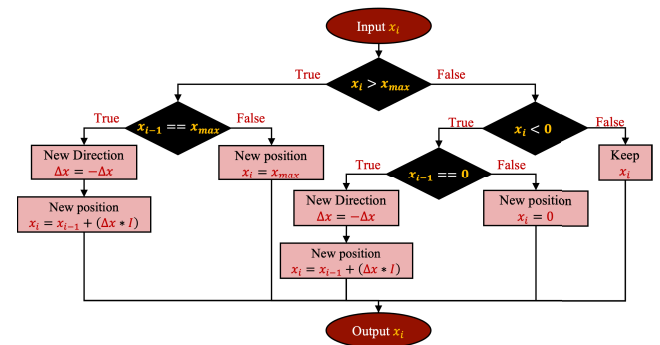 Input xᵢ
True
False
xᵢ > xₘₐₓ
True
False
xᵢ₋₁ == xₘₐₓ
True
False
xᵢ < 0
New Direction
Δx = −Δx
New position
xᵢ = xₘₐₓ
True
False
xᵢ₋₁ == 0
Keep
xᵢ
New position
xᵢ = xᵢ₋₁ + (Δx * I)
New Direction
Δx = −Δx
New position
xᵢ = 0
New position
xᵢ = xᵢ₋₁ + (Δx * I)
Output xᵢ